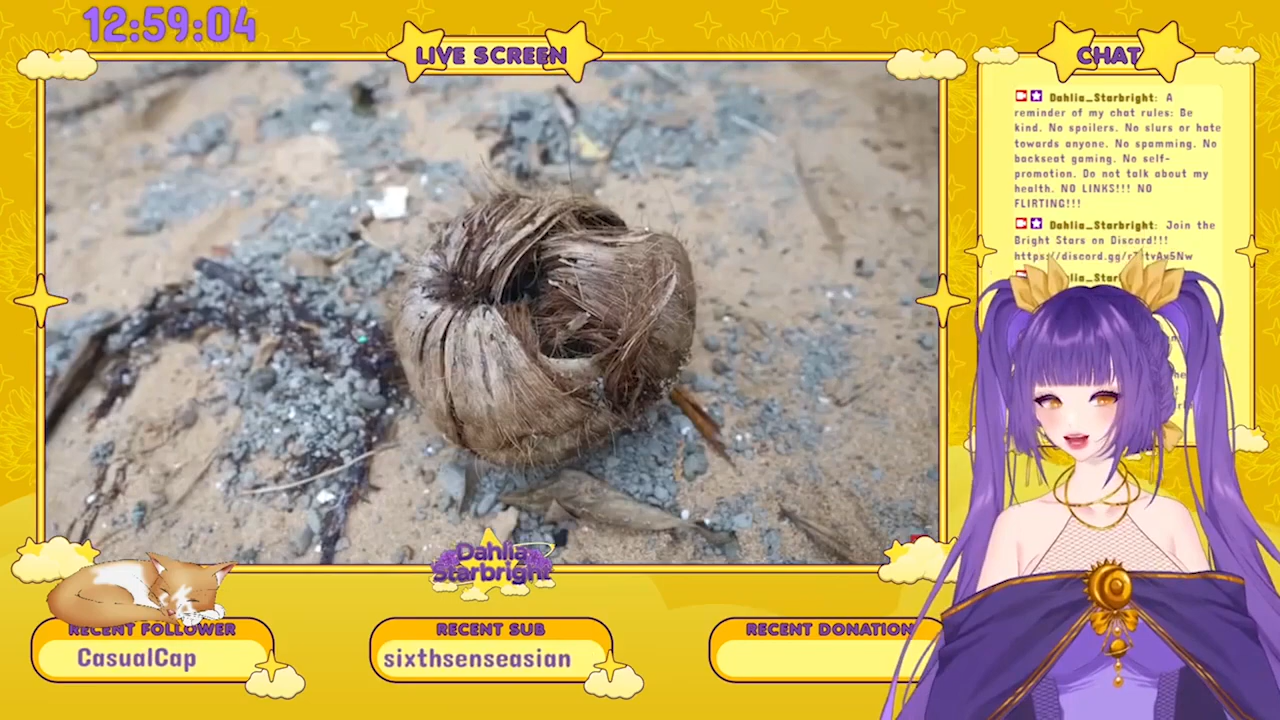 12:59:04
LIVE SCREEN
CHAT
Dahlia_Starbright: A
reminder of my chat rules: Be
kind. No spoilers. No slurs or hate
towards anyone. No spamming. No
backseat gaming. No self-
promotion. Do not talk about my
health. NO LINKS!!! NO
FLIRTING!!!
Dahlia_Starbright: Join the
Bright Stars on Discord!!!
Dahlia
Starbright
RECENT FOLLOWER
CasualCap
RECENT SUB
sixthsenseasian
RECENT DONATION